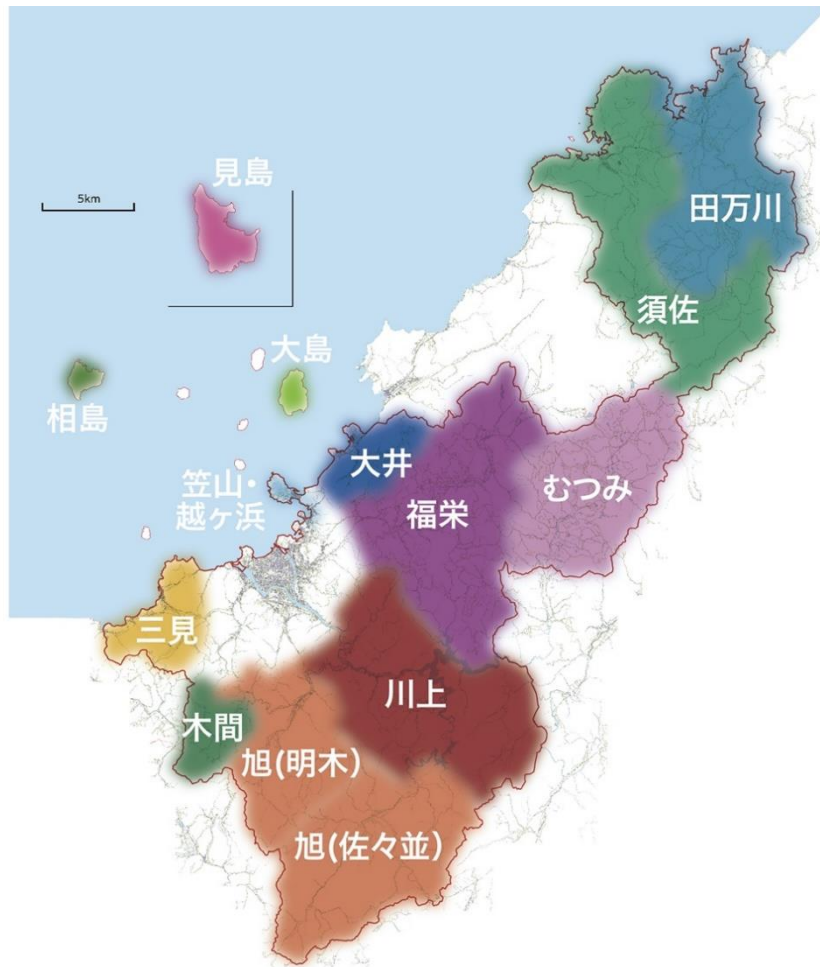 見島
5km
田万川
須佐
大島
相島
大井
笠山・
越ヶ浜
むつみ
福栄
三見
川上
木間
旭(明木)
旭(佐々並)